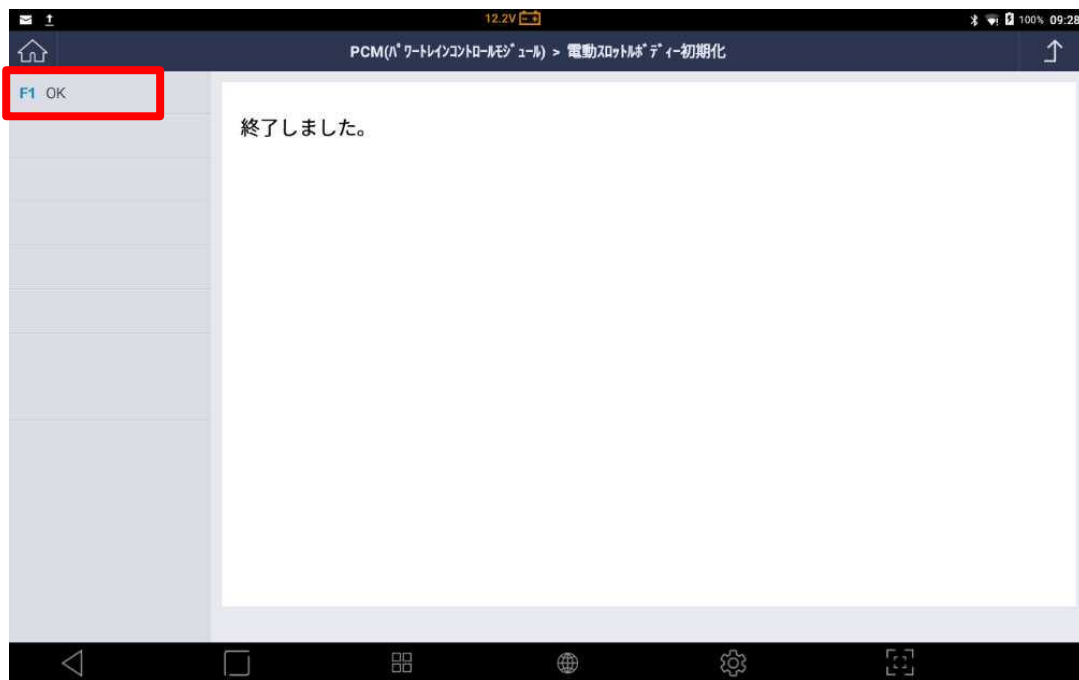 12.2V
100% 09:28
PCM(ﾊﾟﾜｰﾄﾚｲﾝｺﾝﾄﾛｰﾙﾓｼﾞｭｰﾙ) > 電動ｽﾛｯﾄﾙﾎﾞﾃﾞｨｰ初期化
F1 OK
終了しました。